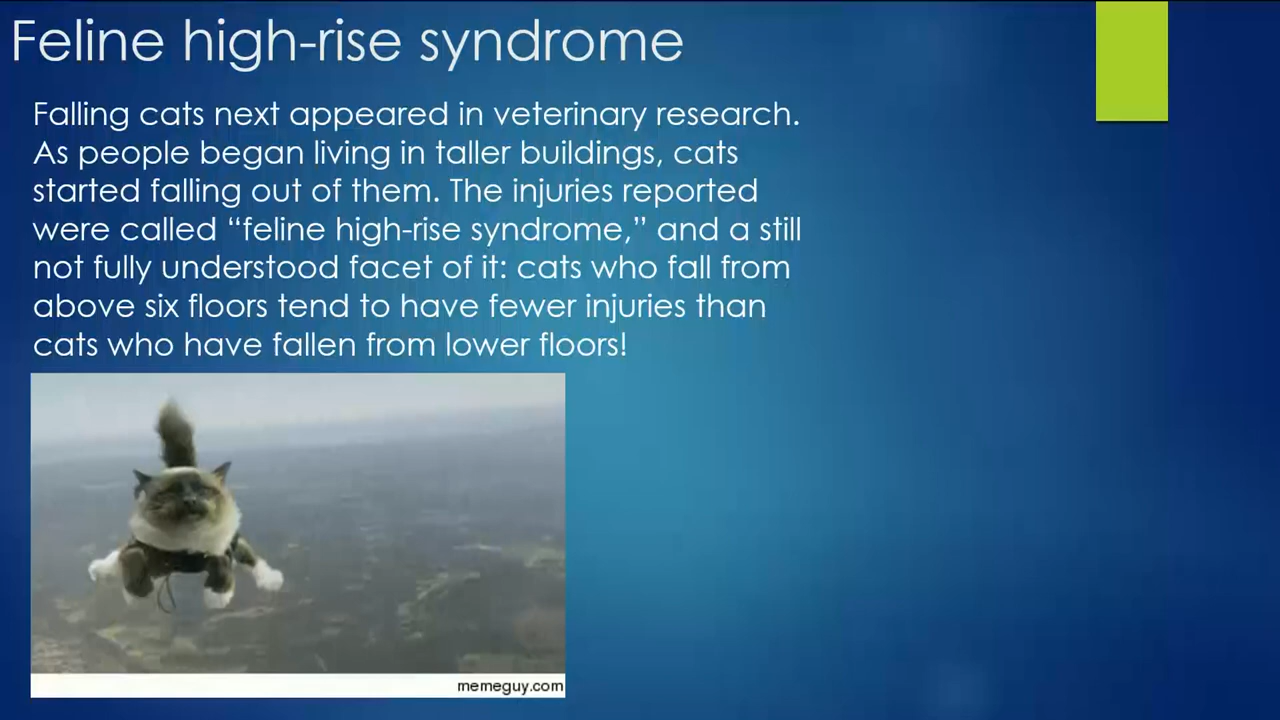 Feline high-rise syndrome
Falling cats next appeared in veterinary research.
As people began living in taller buildings, cats
started falling out of them. The injuries reported
were called “feline high-rise syndrome,” and a still
not fully understood facet of it: cats who fall from
above six floors tend to have fewer injuries than
cats who have fallen from lower floors!
memeguy.com